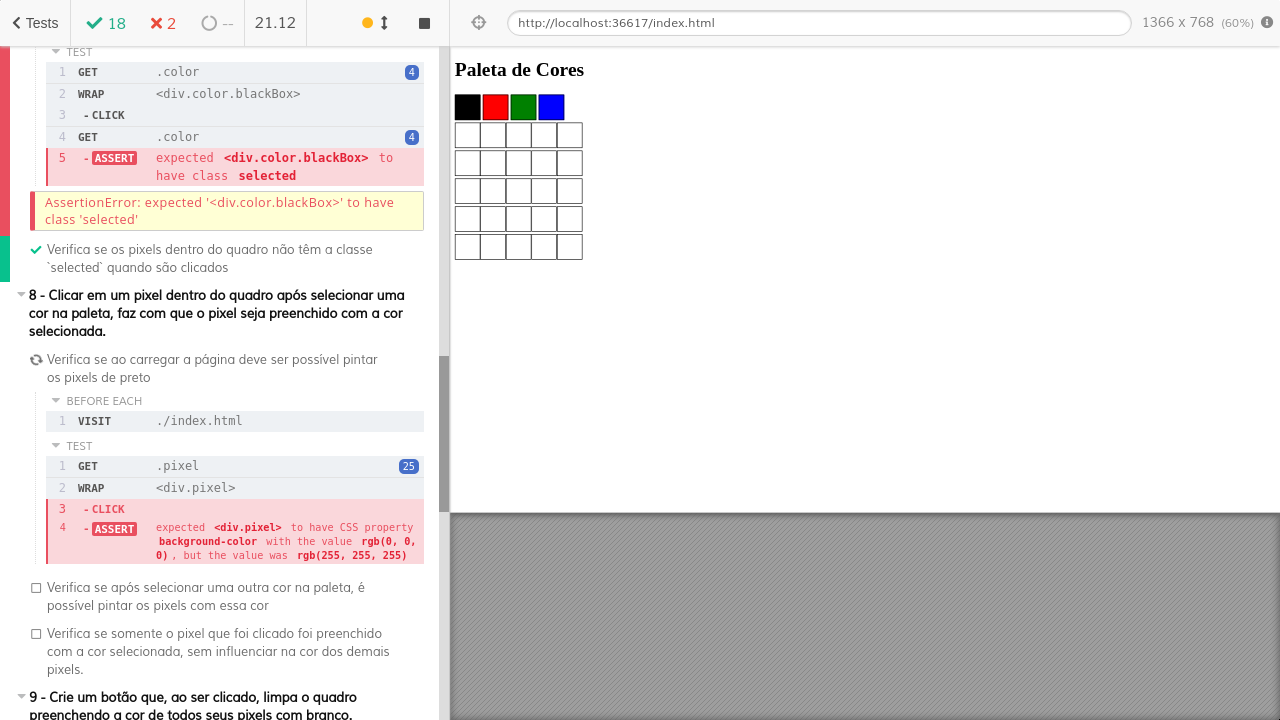 Tests 18 2 -- 21.12 http://localhost:36617/index.html 1366 x 768 (60%)
TEST
1 GET .color 4
2 WRAP <div.color.blackBox>
3 - CLICK
4 GET .color 4
5 - ASSERT expected <div.color.blackBox> to
have class selected
AssertionError: expected '<div.color.blackBox>' to have
class 'selected'
Verifica se os pixels dentro do quadro não têm a classe
`selected` quando são clicados
8 - Clicar em um pixel dentro do quadro após selecionar uma
cor na paleta, faz com que o pixel seja preenchido com a cor
selecionada.
Verifica se ao carregar a página deve ser possível pintar
os pixels de preto
BEFORE EACH
1 VISIT ./index.html
TEST
1 GET .pixel 25
2 WRAP <div.pixel>
3 - CLICK
4 - ASSERT expected <div.pixel> to have CSS property
background-color with the value rgb(0, 0,
0), but the value was rgb(255, 255, 255)
Verifica se após selecionar uma outra cor na paleta, é
possível pintar os pixels com essa cor
Verifica se somente o pixel que foi clicado foi preenchido
com a cor selecionada, sem influenciar na cor dos demais
pixels.
9 - Crie um botão que, ao ser clicado, limpa o quadro
preenchendo a cor de todos seus pixels com branco.
Paleta de Cores